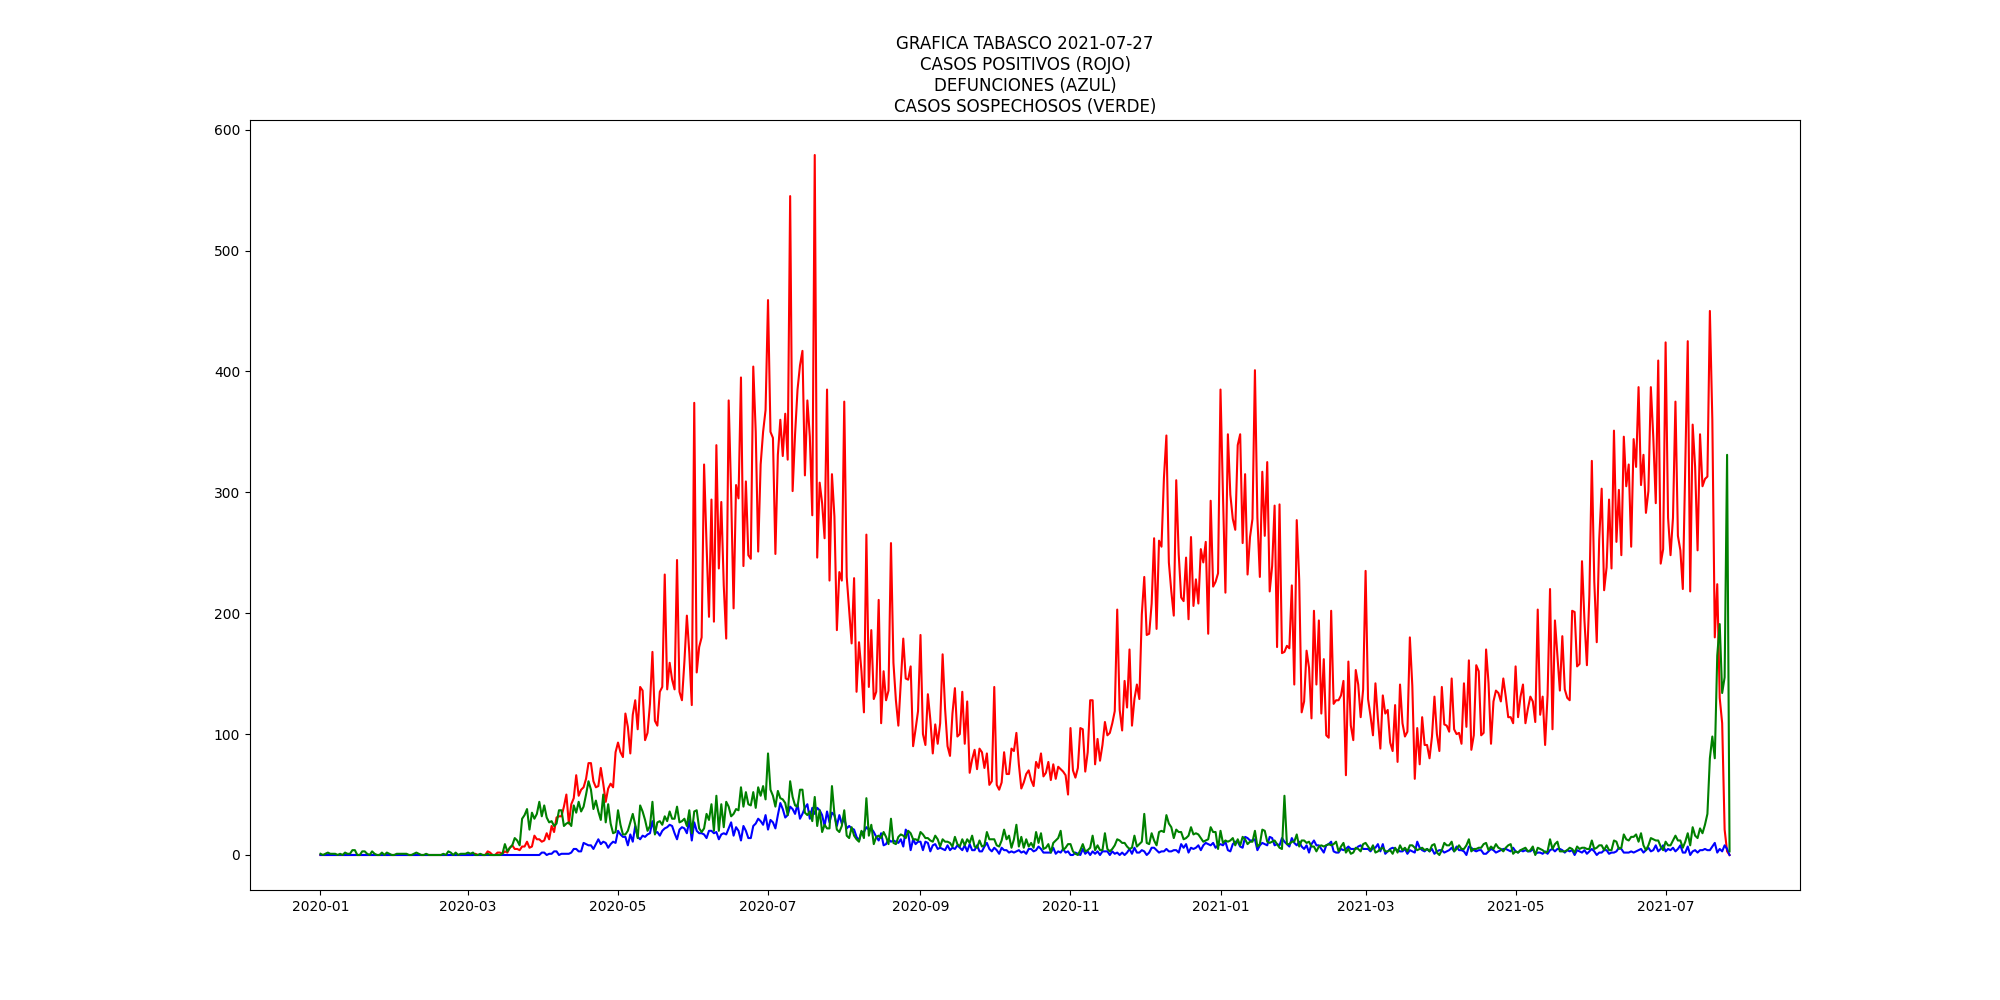 GRAFICA TABASCO 2021-07-27
CASOS POSITIVOS (ROJO)
DEFUNCIONES (AZUL)
CASOS SOSPECHOSOS (VERDE)
600
500
400
300
200
100
0
2020-01 2020-03 2020-05 2020-07 2020-09 2020-11 2021-01 2021-03 2021-05 2021-07